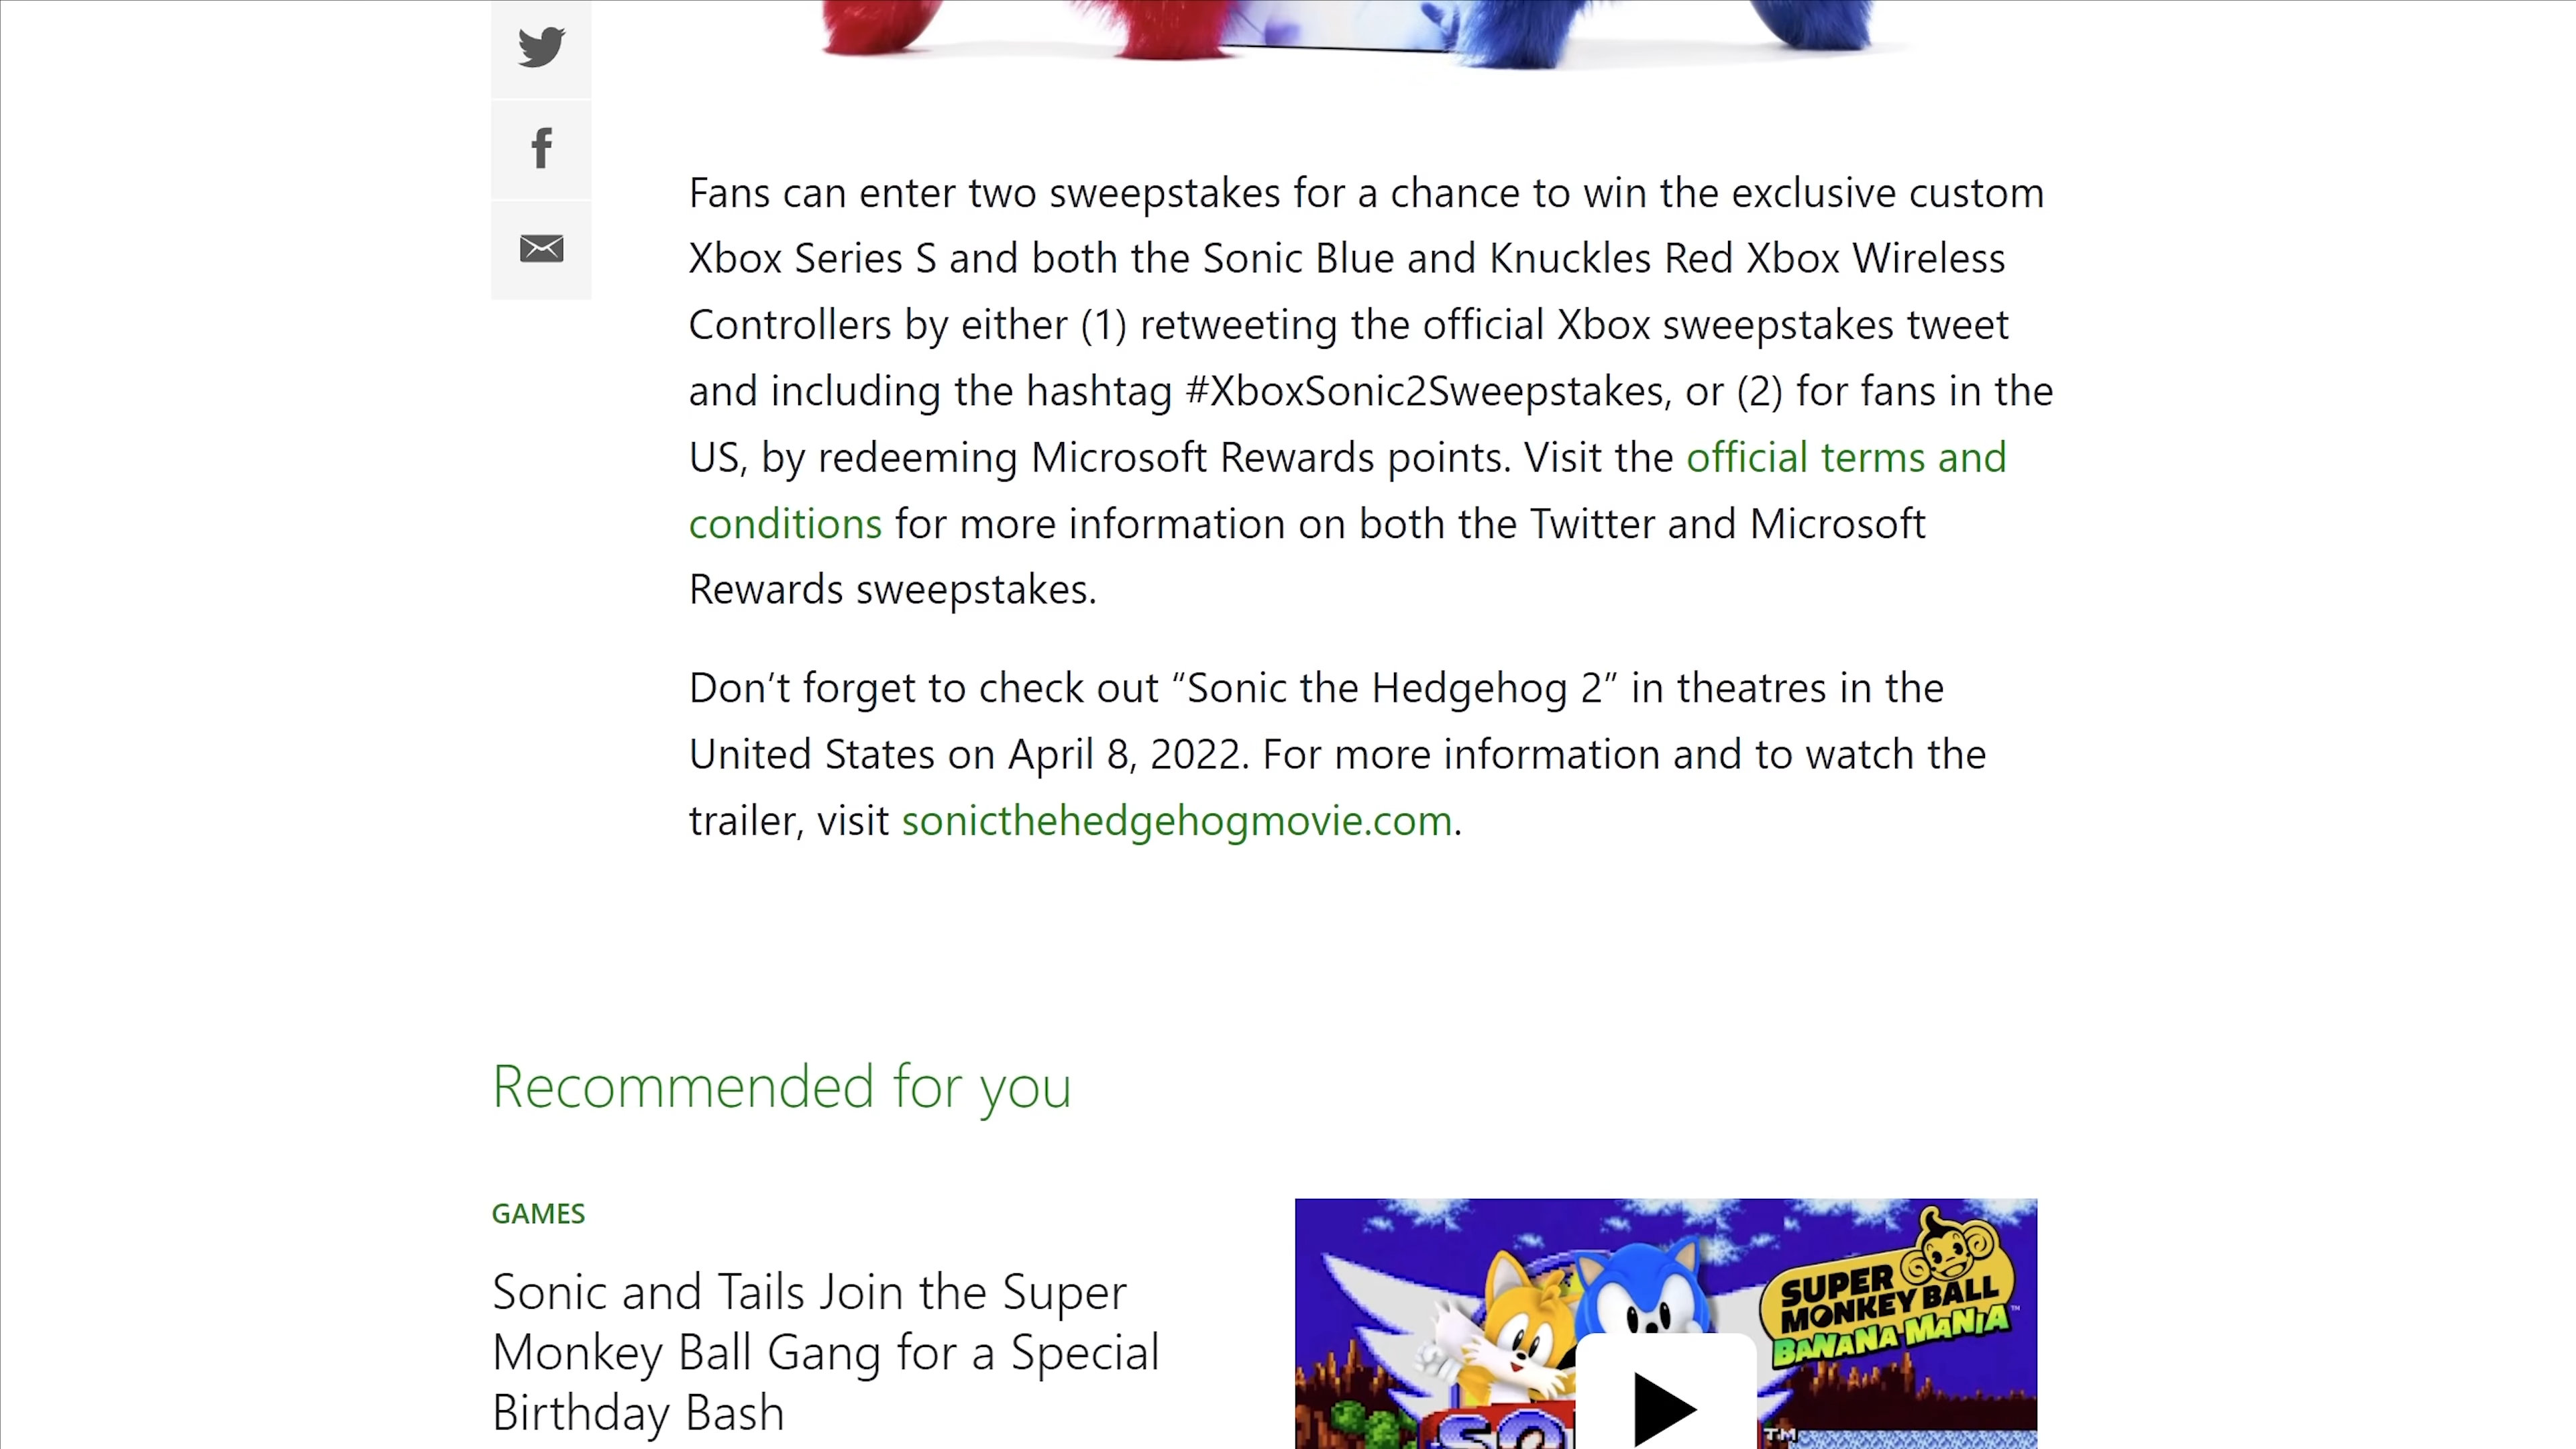 Fans can enter two sweepstakes for a chance to win the exclusive custom
Xbox Series S and both the Sonic Blue and Knuckles Red Xbox Wireless
Controllers by either (1) retweeting the official Xbox sweepstakes tweet
and including the hashtag #XboxSonic2Sweepstakes, or (2) for fans in the
US, by redeeming Microsoft Rewards points. Visit the official terms and
conditions for more information on both the Twitter and Microsoft
Rewards sweepstakes.
Don’t forget to check out “Sonic the Hedgehog 2” in theatres in the
United States on April 8, 2022. For more information and to watch the
trailer, visit sonicthehedgehogmovie.com.
Recommended for you
GAMES
Sonic and Tails Join the Super
Monkey Ball Gang for a Special
Birthday Bash
SUPER
MONKEY BALL
BANANA MANIA™
SO
TM